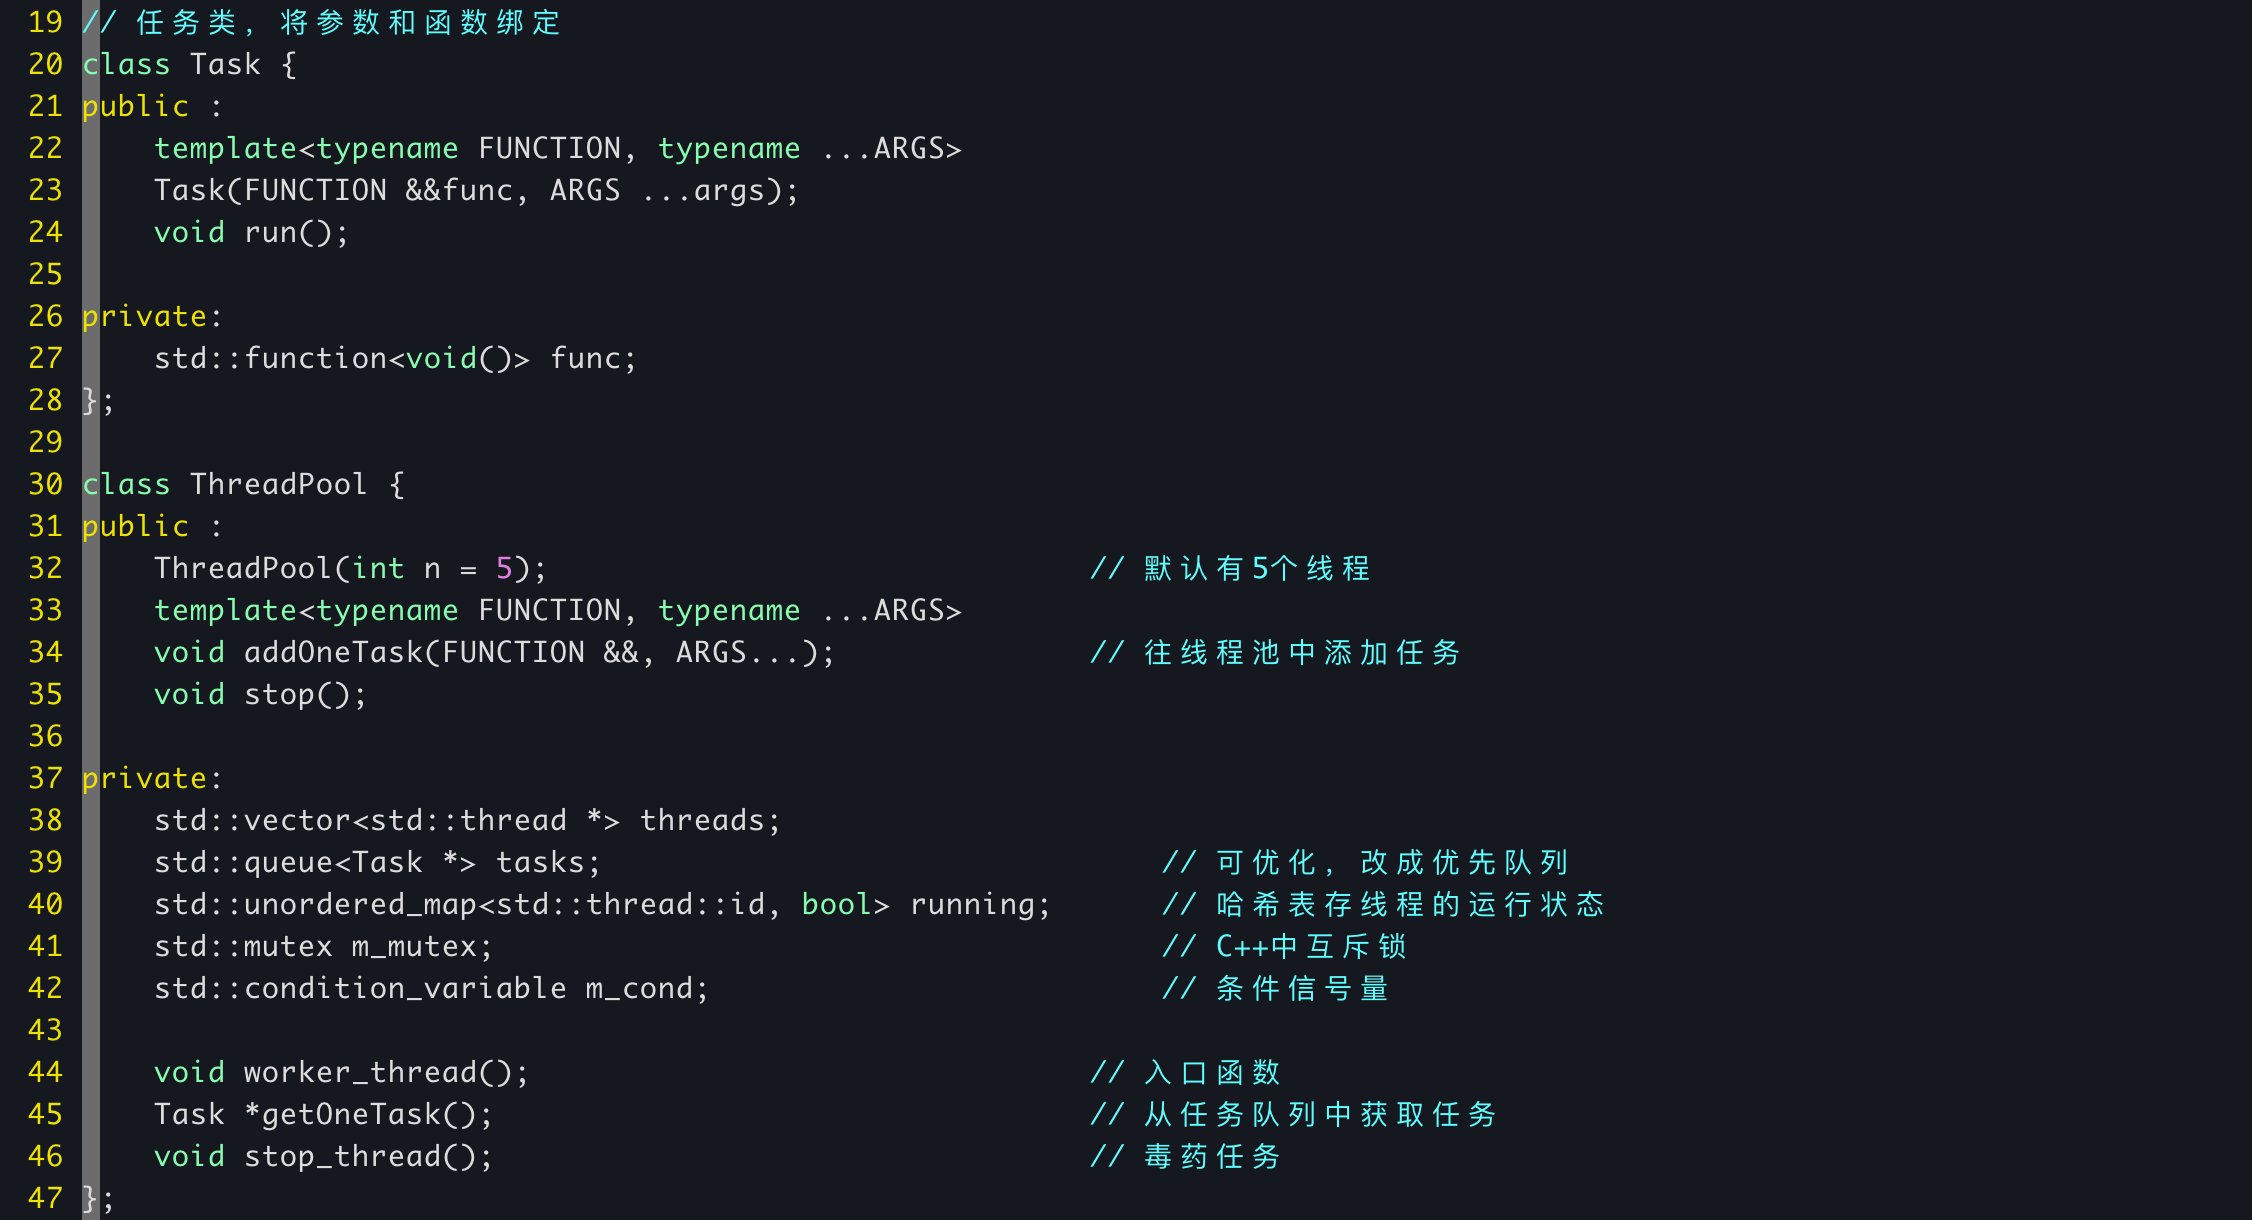 19 // 任务类, 将参数和函数绑定
20 class Task {
21 public :
22     template<typename FUNCTION, typename ...ARGS>
23     Task(FUNCTION &&func, ARGS ...args);
24     void run();
25
26 private:
27     std::function<void()> func;
28 };
29
30 class ThreadPool {
31 public :
32     ThreadPool(int n = 5);                              // 默认有5个线程
33     template<typename FUNCTION, typename ...ARGS>
34     void addOneTask(FUNCTION &&, ARGS...);              // 往线程池中添加任务
35     void stop();
36
37 private:
38     std::vector<std::thread *> threads;
39     std::queue<Task *> tasks;                               // 可优化, 改成优先队列
40     std::unordered_map<std::thread::id, bool> running;      // 哈希表存线程的运行状态
41     std::mutex m_mutex;                                     // C++中互斥锁
42     std::condition_variable m_cond;                         // 条件信号量
43
44     void worker_thread();                               // 入口函数
45     Task *getOneTask();                                 // 从任务队列中获取任务
46     void stop_thread();                                 // 毒药任务
47 };